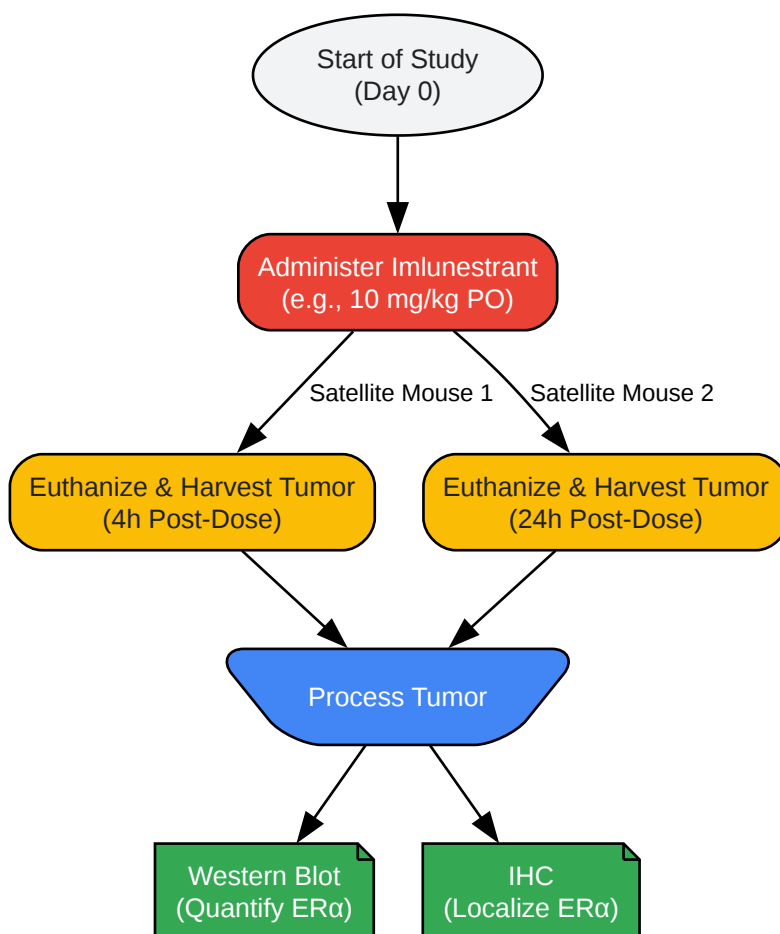 Start of Study
(Day 0)
Administer Imlunestrant
(e.g., 10 mg/kg PO)
Satellite Mouse 1
Satellite Mouse 2
Euthanize & Harvest Tumor
(4h Post-Dose)
Euthanize & Harvest Tumor
(24h Post-Dose)
Process Tumor
Western Blot
(Quantify ERα)
IHC
(Localize ERα)